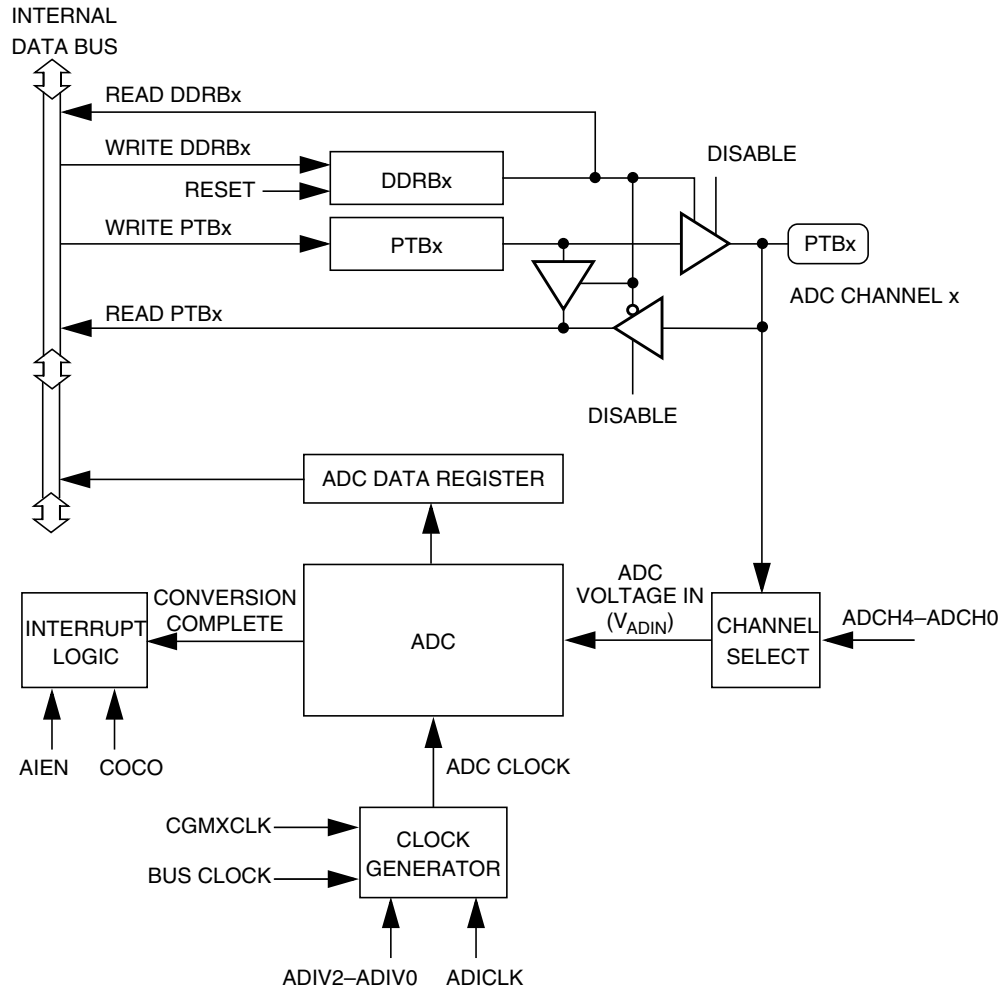 INTERNAL
DATA BUS
READ DDRBx
WRITE DDRBx
DISABLE
RESET
DDRBx
WRITE PTBx
PTBx
PTBx
ADC CHANNEL x
READ PTBx
DISABLE
ADC DATA REGISTER
INTERRUPT
LOGIC
CONVERSION
COMPLETE
ADC
ADC
VOLTAGE IN
(VADIN)
CHANNEL
SELECT
ADCH4–ADCH0
AIEN
COCO
ADC CLOCK
CGMXCLK
BUS CLOCK
CLOCK
GENERATOR
ADIV2–ADIV0
ADICLK